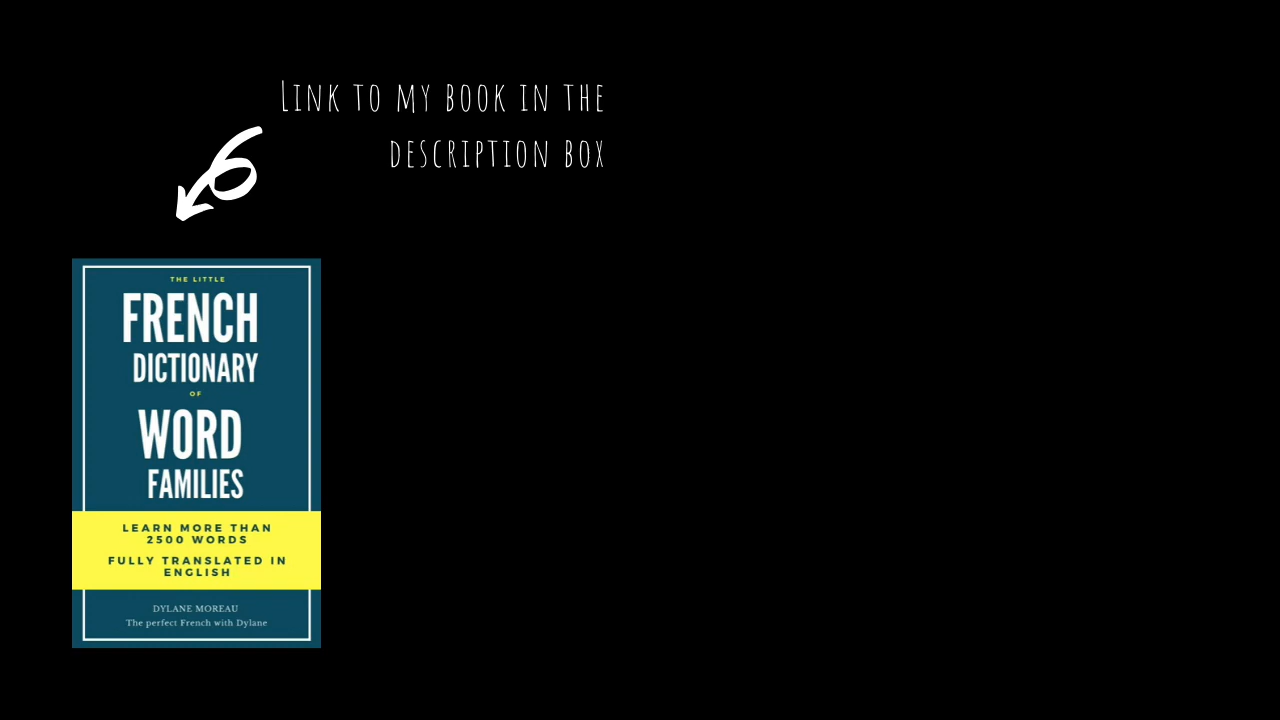 LINK TO MY BOOK IN THE
DESCRIPTION BOX
THE LITTLE
FRENCH
DICTIONARY
OF
WORD
FAMILIES
LEARN MORE THAN
2500 WORDS
FULLY TRANSLATED IN
ENGLISH
DYLANE MOREAU
The perfect French with Dylane